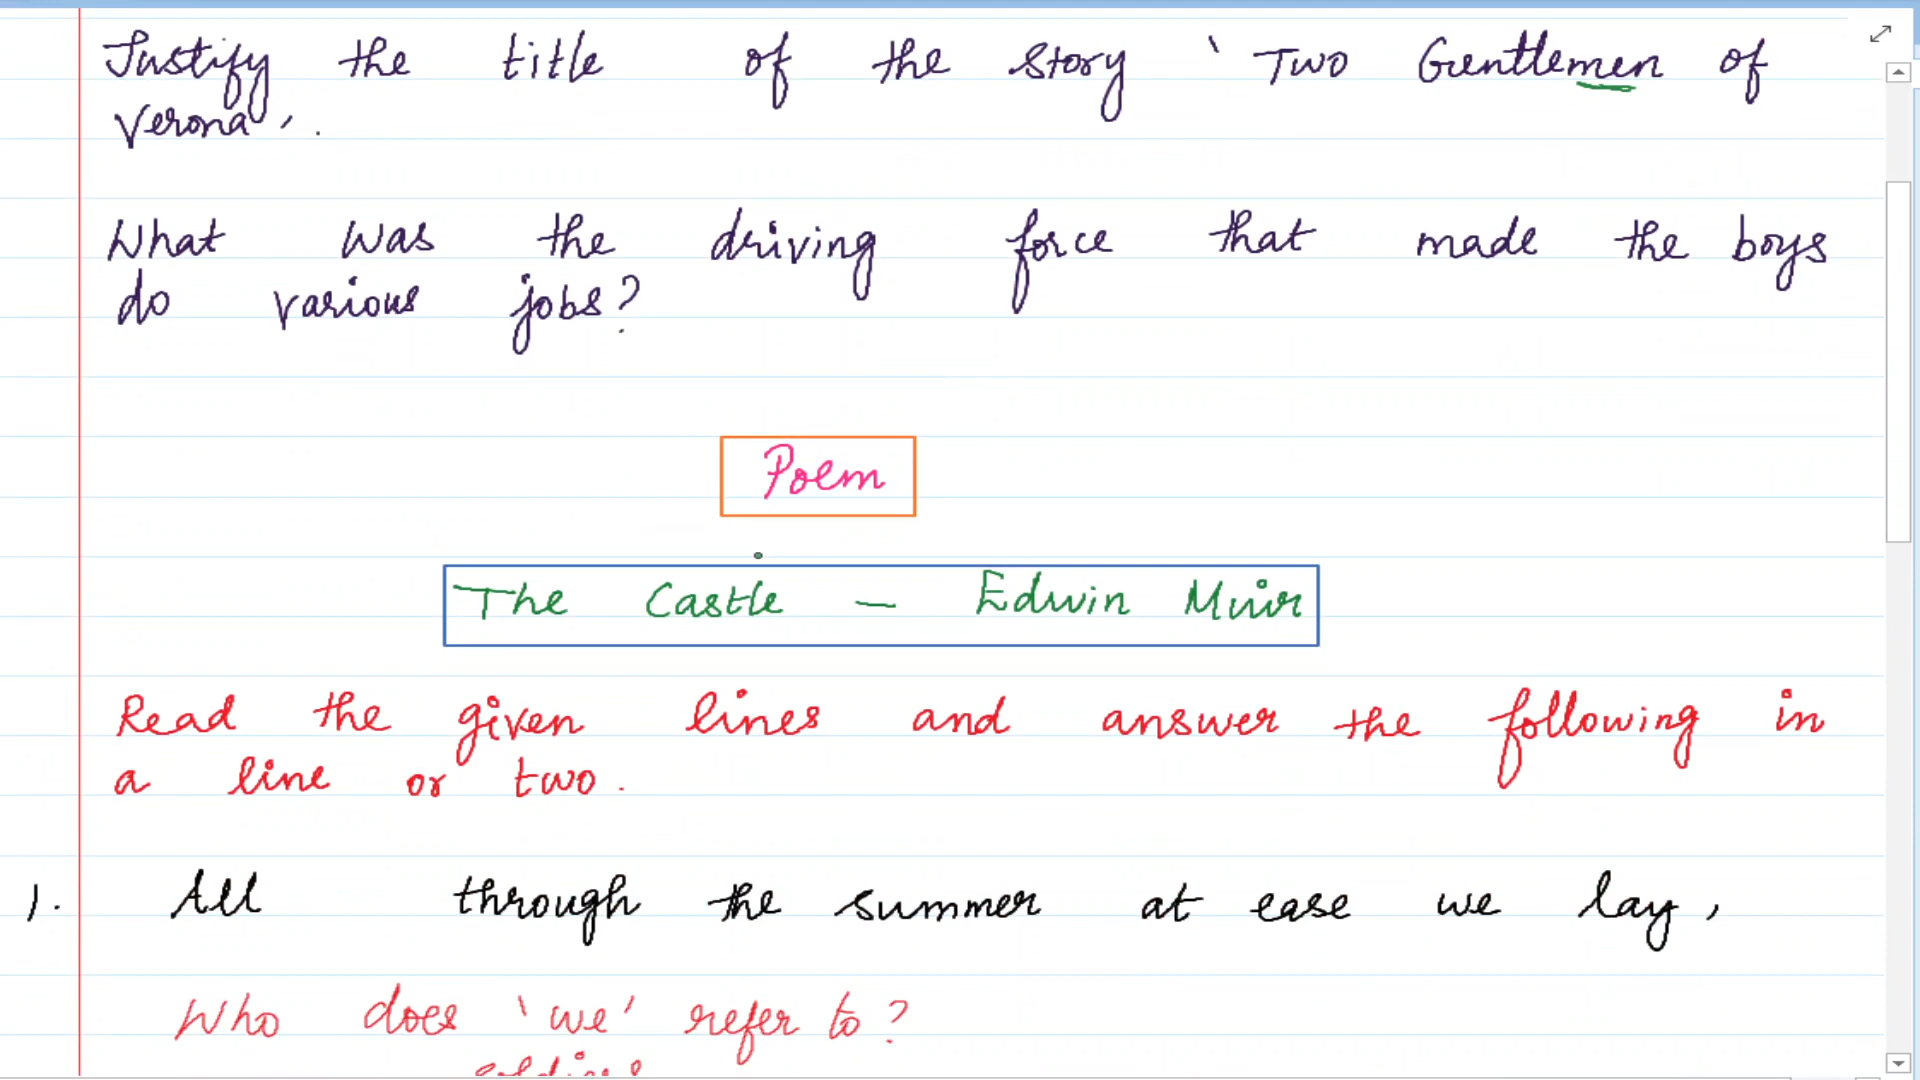 Justify the title of the story ‘Two Gentlemen of
Verona’.
What was the driving force that made the boys
do various jobs?
Poem
The Castle – Edwin Muir
Read the given lines and answer the following in
a line or two.
1. All through the summer at ease we lay,
Who does ‘we’ refer to?